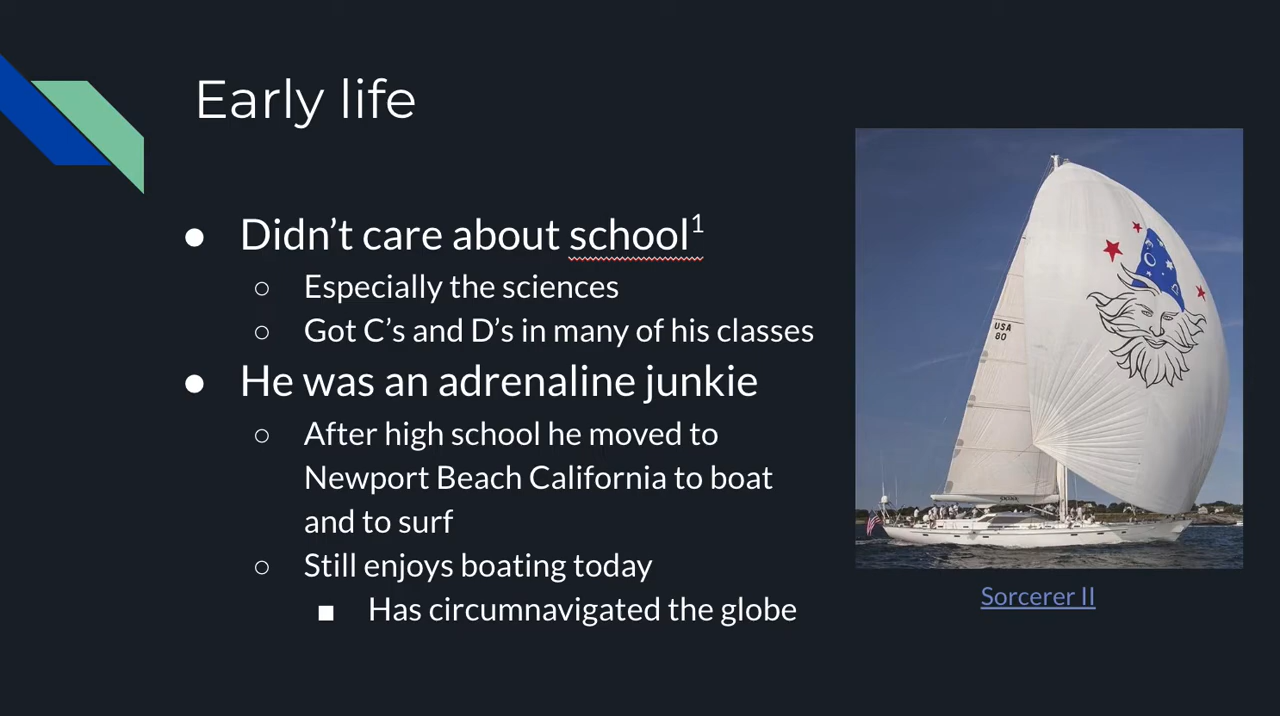 Early life
● Didn’t care about school¹
○ Especially the sciences
○ Got C’s and D’s in many of his classes
● He was an adrenaline junkie
○ After high school he moved to
Newport Beach California to boat
and to surf
○ Still enjoys boating today
■ Has circumnavigated the globe
USA
80
Sorcerer II